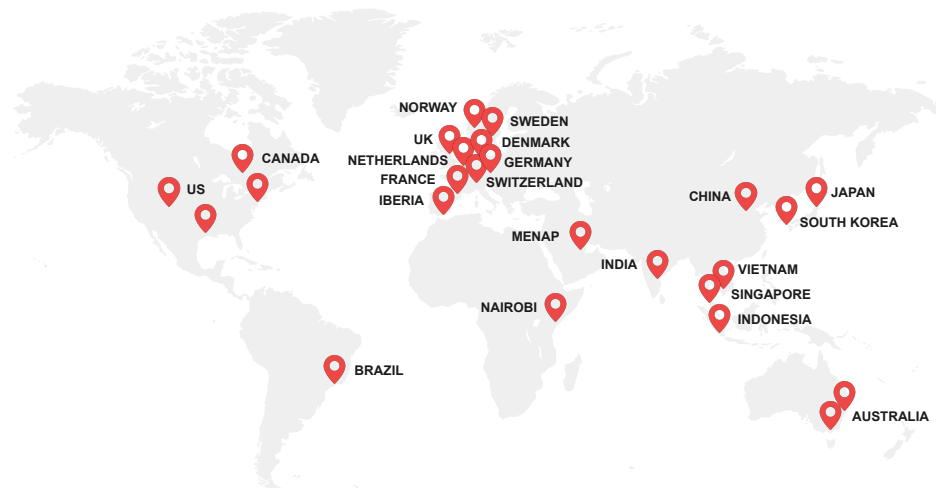 NORWAY
SWEDEN
UK
DENMARK
NETHERLANDS
GERMANY
CANADA
FRANCE
SWITZERLAND
US
IBERIA
CHINA
JAPAN
SOUTH KOREA
MENAP
INDIA
VIETNAM
SINGAPORE
NAIROBI
INDONESIA
BRAZIL
AUSTRALIA